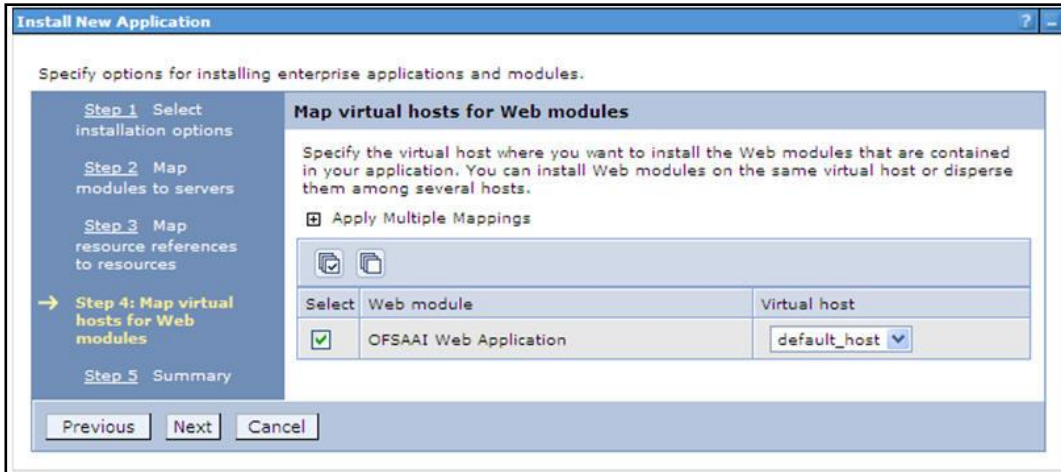 Install New Application
?
Specify options for installing enterprise applications and modules.
Step 1 Select
installation options
Step 2 Map
modules to servers
Step 3 Map
resource references
to resources
Step 4: Map virtual
hosts for Web
modules
Step 5 Summary
Map virtual hosts for Web modules
Specify the virtual host where you want to install the Web modules that are contained
in your application. You can install Web modules on the same virtual host or disperse
them among several hosts.
Apply Multiple Mappings
Select Web module Virtual host
OFSAAI Web Application default_host
Previous Next Cancel